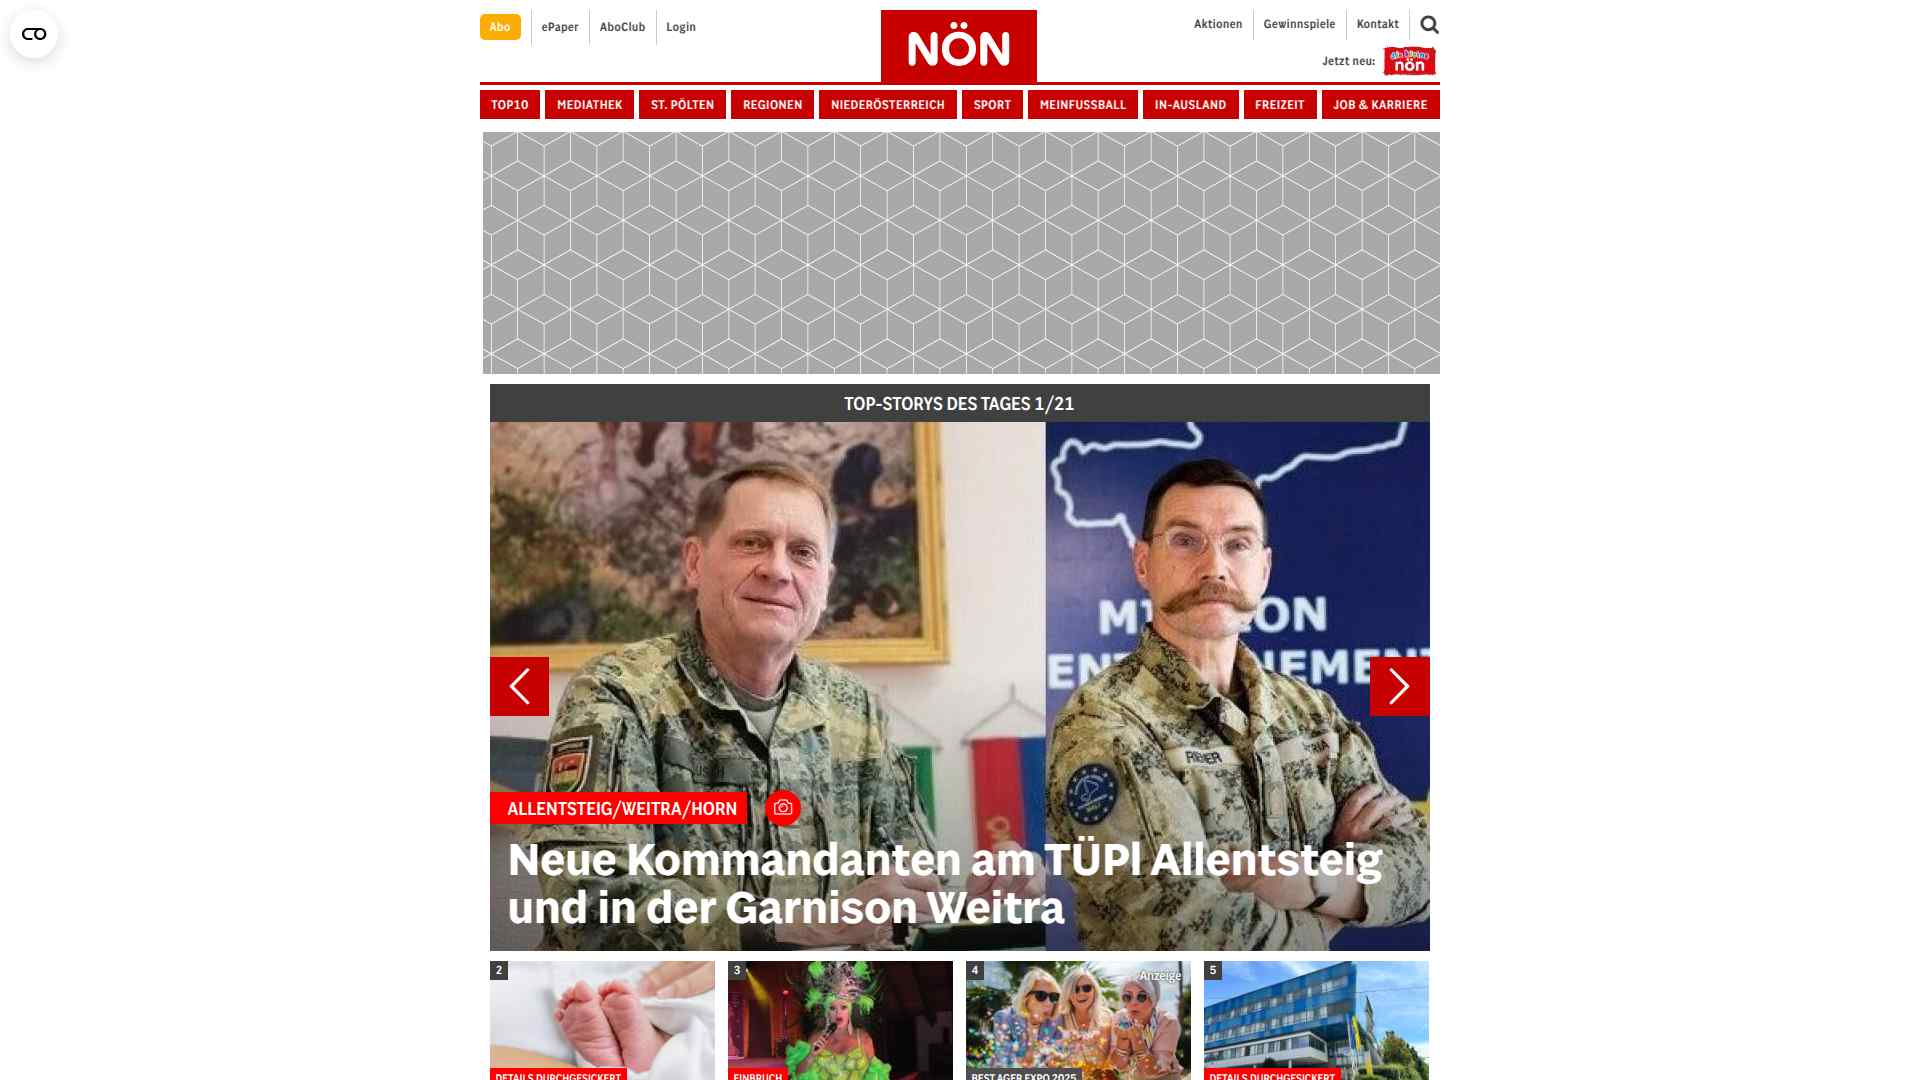 Abo
ePaper
AboClub
Login
NÖN
Aktionen
Gewinnspiele
Kontakt
Jetzt neu:
die kleine
nön
TOP10
MEDIATHEK
ST. PÖLTEN
REGIONEN
NIEDERÖSTERREICH
SPORT
MEINFUSSBALL
IN-AUSLAND
FREIZEIT
JOB & KARRIERE
TOP-STORYS DES TAGES 1/21
ALLENTSTEIG/WEITRA/HORN
Neue Kommandanten am TÜPl Allentsteig
und in der Garnison Weitra
2
DETAILS DURCHGESICKERT
3
EINBRUCH
4
Anzeige
BEST AGER EXPO 2025
5
DETAILS DURCHGESICKERT